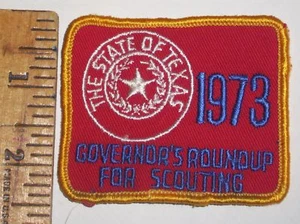 THE STATE OF TEXAS
1973
GOVERNOR'S ROUNDUP
FOR SCOUTING
1
2